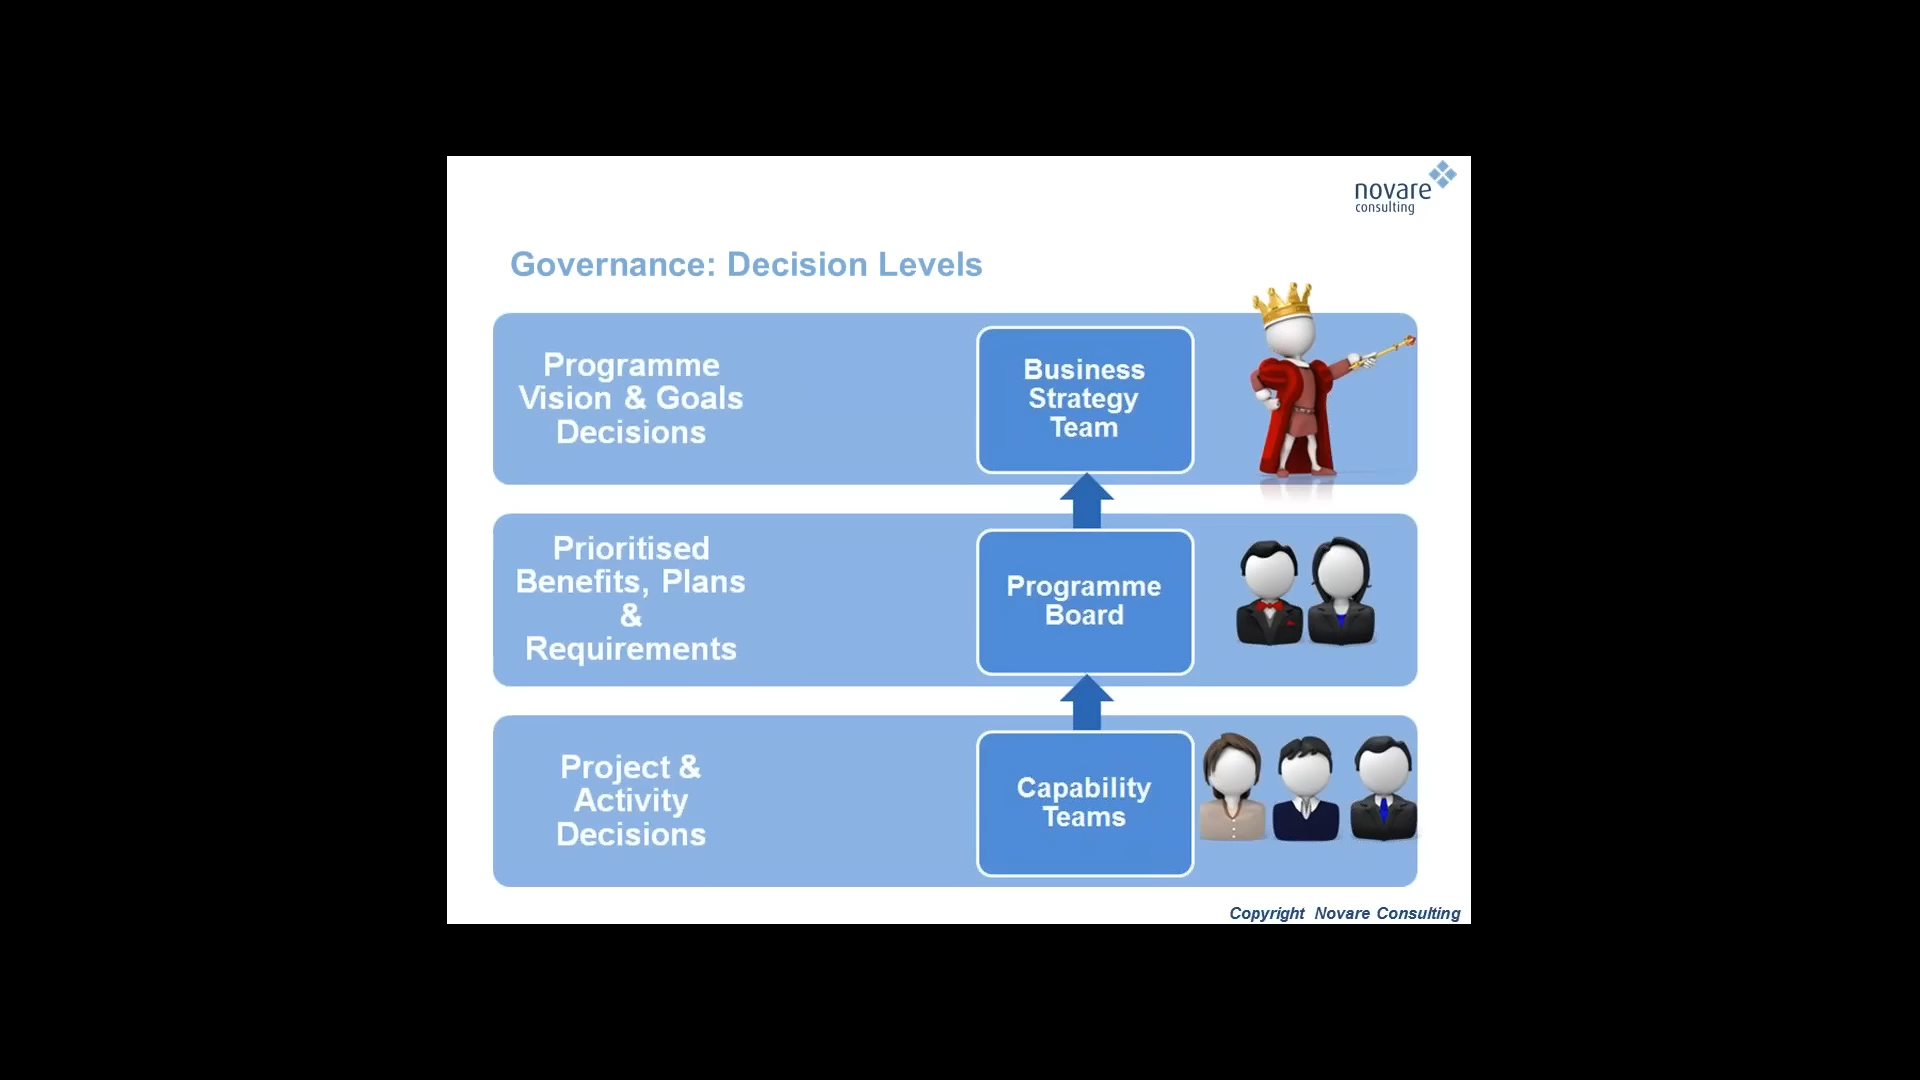 novare
consulting
Governance: Decision Levels
Programme
Vision & Goals
Decisions
Business
Strategy
Team
Prioritised
Benefits, Plans
&
Requirements
Programme
Board
Project &
Activity
Decisions
Capability
Teams
Copyright Novare Consulting